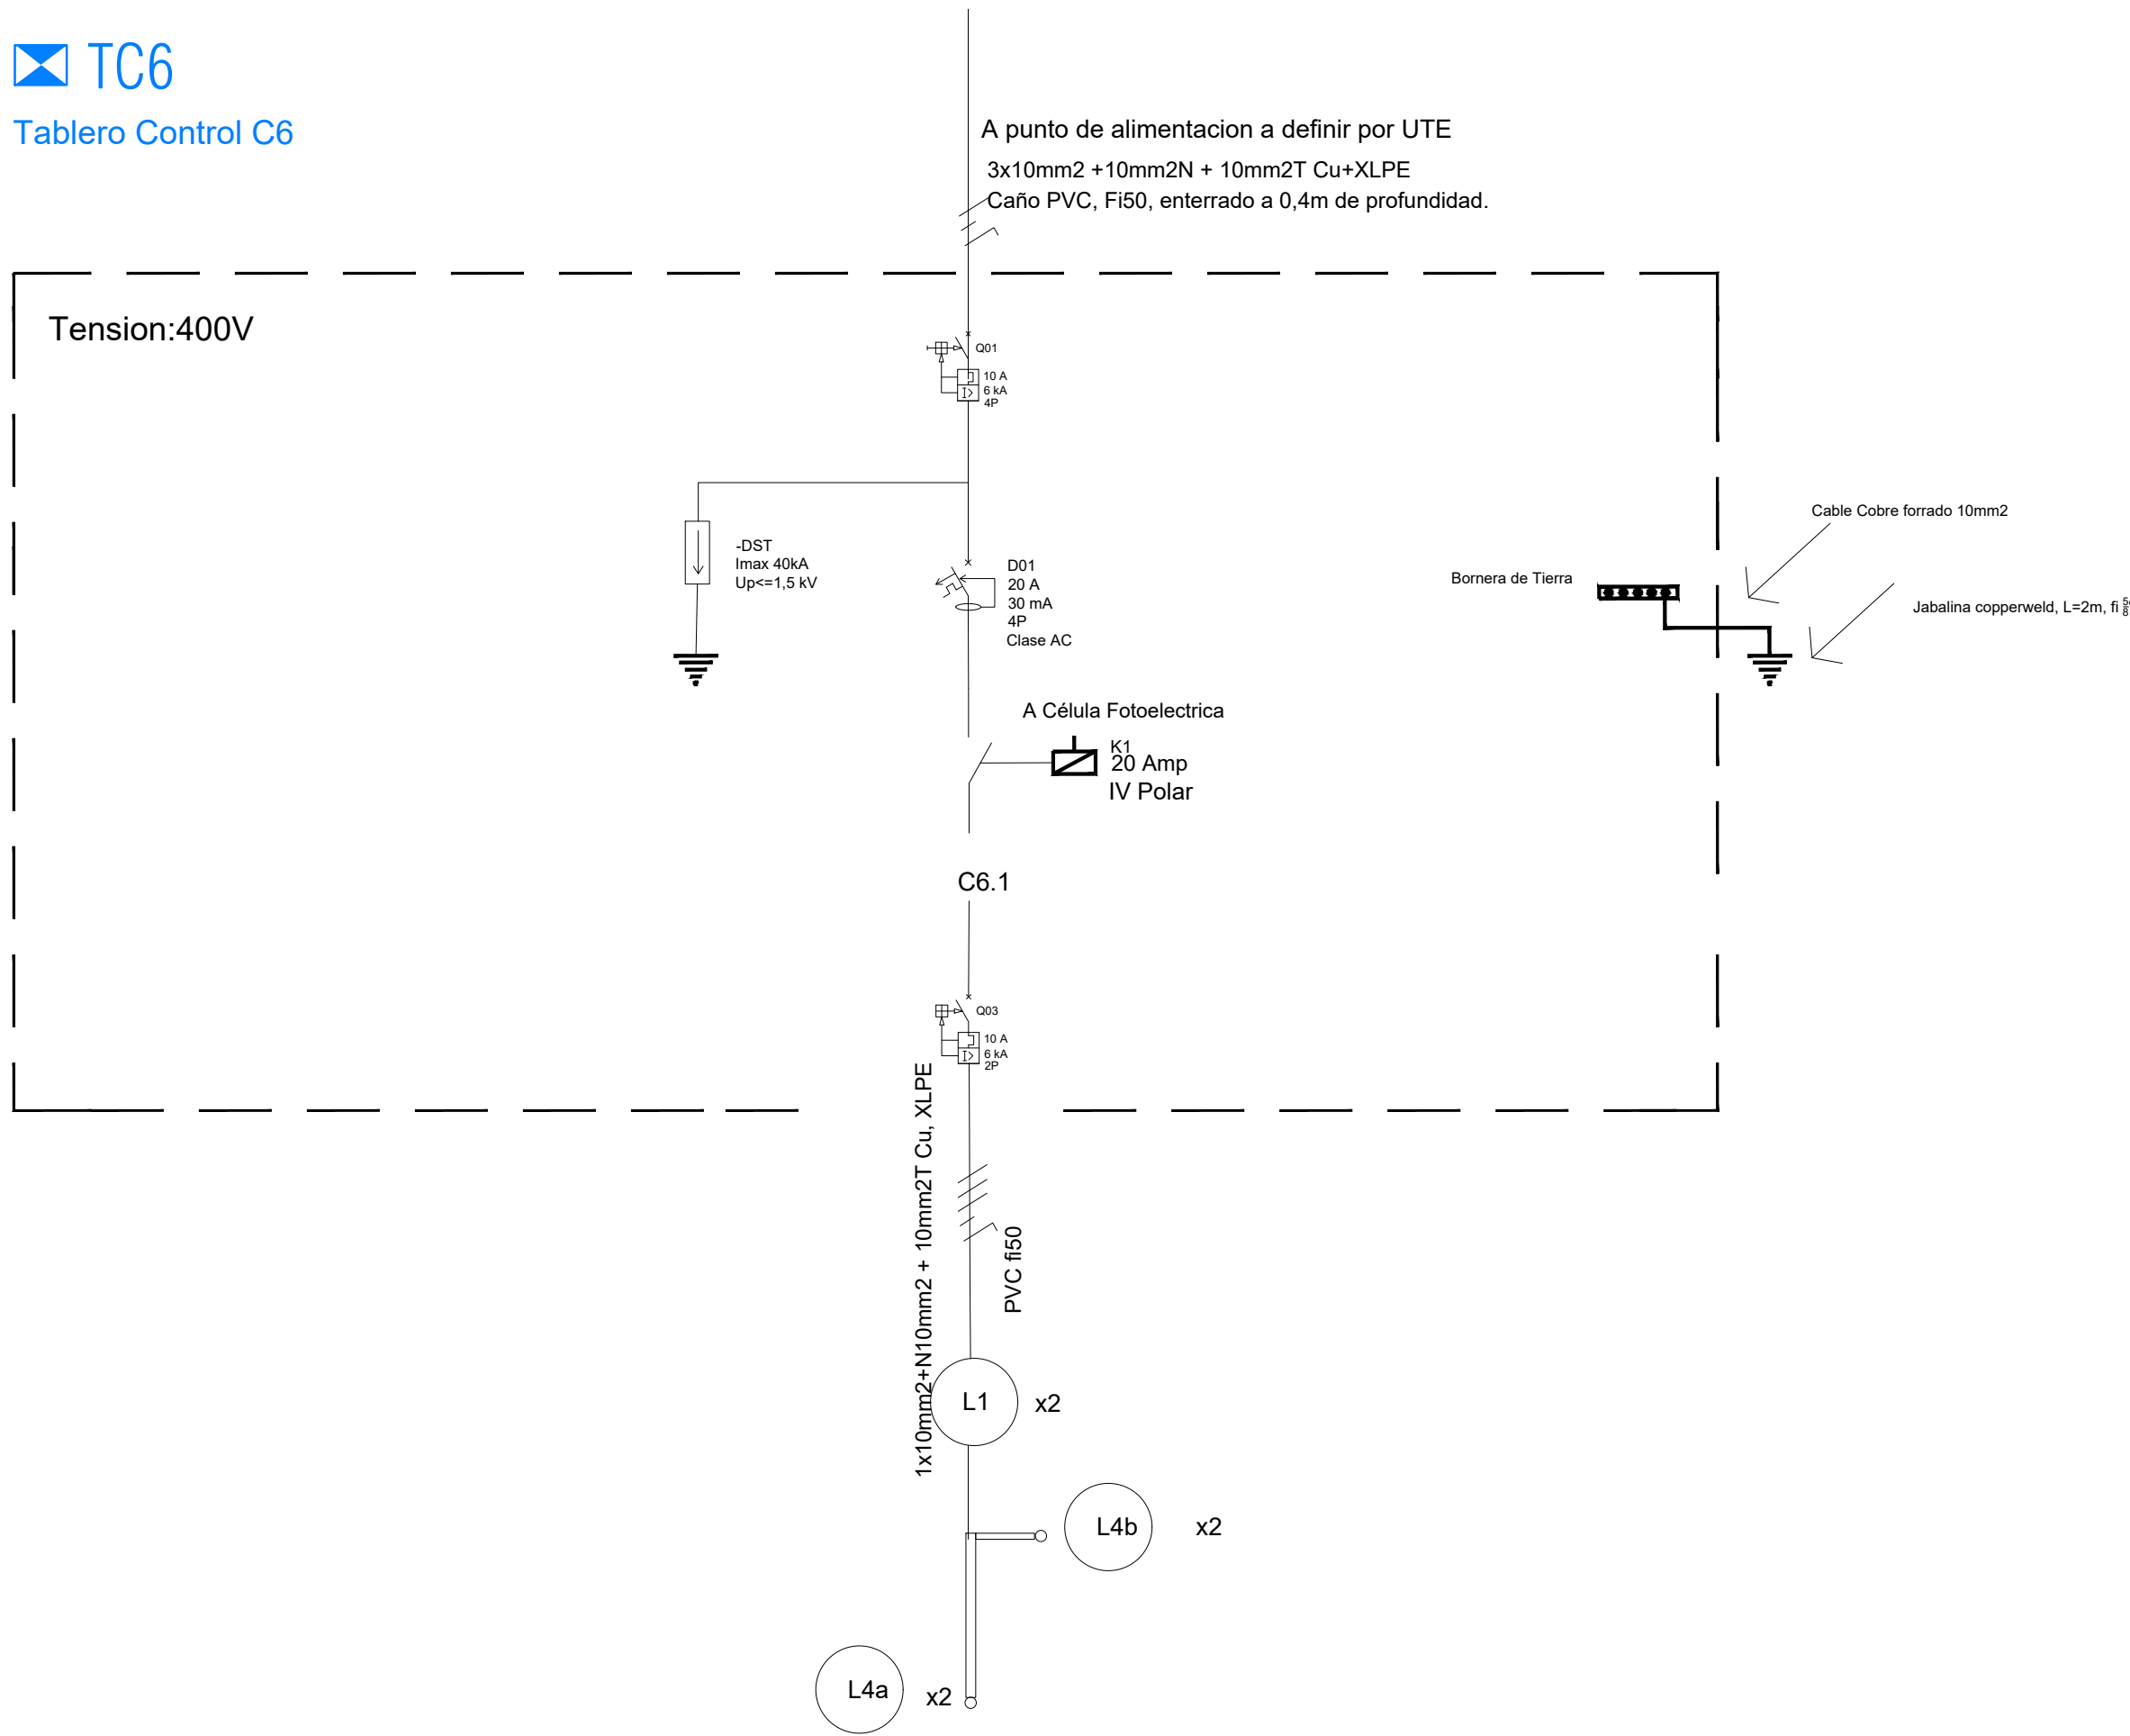 TC6
Tablero Control C6
A punto de alimentacion a definir por UTE
3x10mm2 +10mm2N + 10mm2T Cu+XLPE
Caño PVC, Fi50, enterrado a 0,4m de profundidad.
Tension:400V
Q01
10 A
6 kA
4P
-DST
Imax 40kA
Up<=1,5 kV
D01
20 A
30 mA
4P
Clase AC
Cable Cobre forrado 10mm2
Bornera de Tierra
Jabalina copperweld, L=2m, fi 5/8
A Célula Fotoelectrica
K1
20 Amp
IV Polar
C6.1
Q03
10 A
6 kA
2P
1x10mm2+N10mm2 + 10mm2T Cu, XLPE
PVC fi50
L1 x2
L4b x2
L4a x2